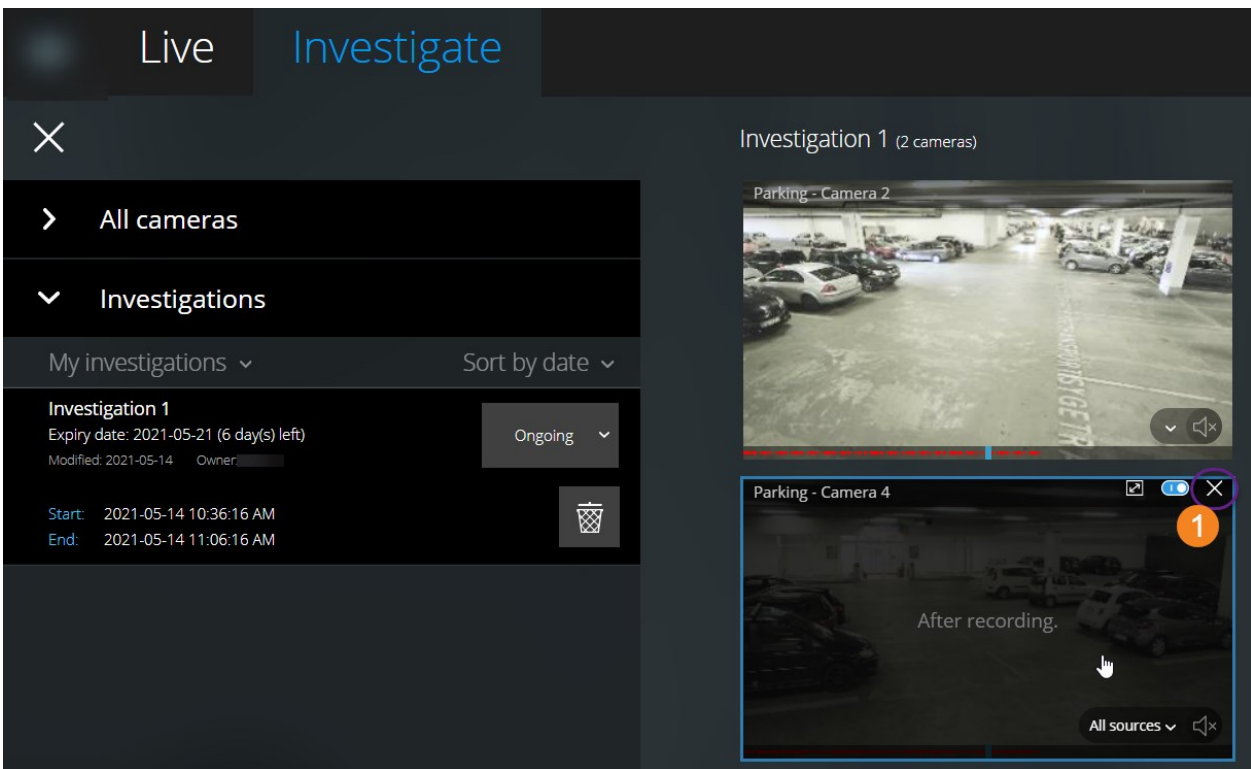 Live Investigate
Investigation 1 (2 cameras)
All cameras
Investigations
My investigations Sort by date
Investigation 1
Expiry date: 2021-05-21 (6 day(s) left)
Modified: 2021-05-14 Owner:
Ongoing
Start: 2021-05-14 10:36:16 AM
End: 2021-05-14 11:06:16 AM
Parking - Camera 2
Parking - Camera 4
1
After recording.
All sources